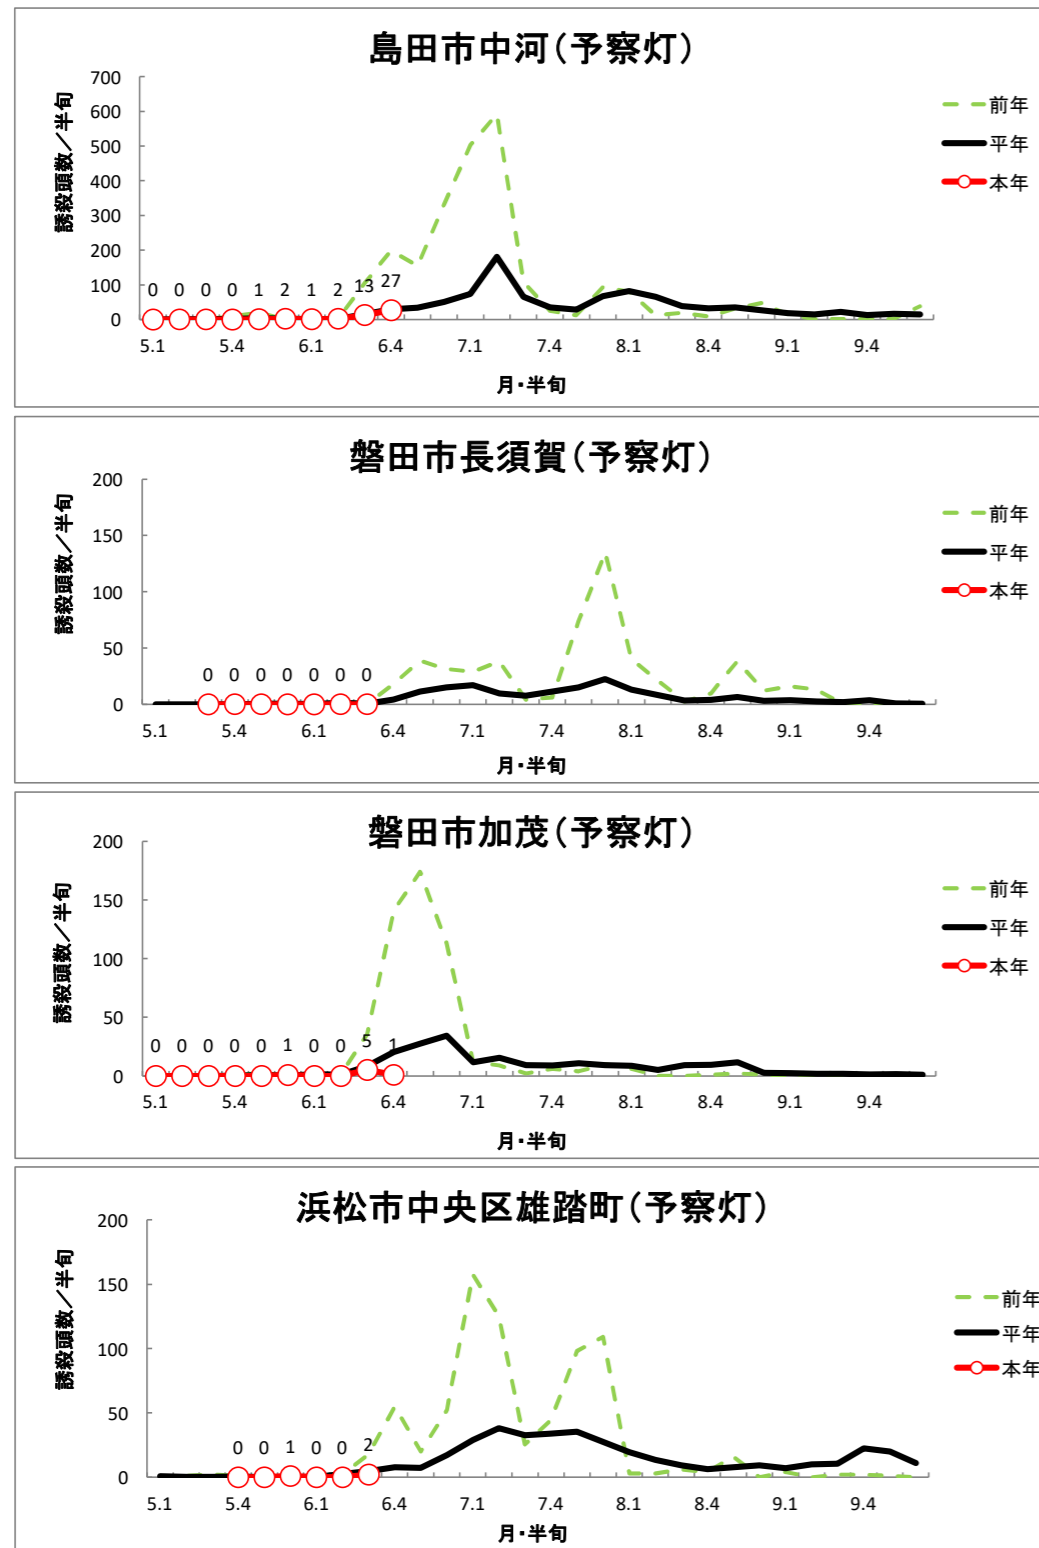 島田市中河(予察灯)
700
600
500
400
300
200
100
0
誘殺頭数/半旬
0 0 0 0 1 2 1 2 13 27
5.1 5.4 6.1 6.4 7.1 7.4 8.1 8.4 9.1 9.4
月・半旬
前年
平年
本年
磐田市長須賀(予察灯)
200
150
100
50
0
誘殺頭数/半旬
0 0 0 0 0 0 0
5.1 5.4 6.1 6.4 7.1 7.4 8.1 8.4 9.1 9.4
月・半旬
前年
平年
本年
磐田市加茂(予察灯)
200
150
100
50
0
誘殺頭数/半旬
0 0 0 0 0 1 0 0 5 1
5.1 5.4 6.1 6.4 7.1 7.4 8.1 8.4 9.1 9.4
月・半旬
前年
平年
本年
浜松市中央区雄踏町(予察灯)
200
150
100
50
0
誘殺頭数/半旬
0 0 1 0 0 2
5.1 5.4 6.1 6.4 7.1 7.4 8.1 8.4 9.1 9.4
月・半旬
前年
平年
本年